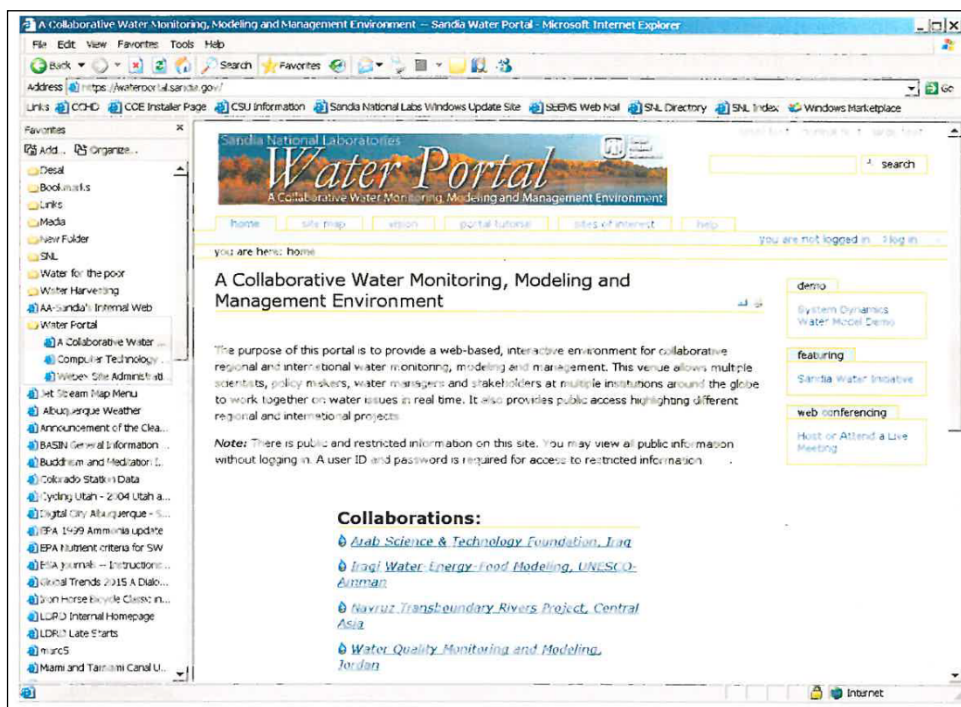 A Collaborative Water Monitoring, Modeling and Management Environment -- Sandia Water Portal - Microsoft Internet Explorer
File Edit View Favorites Tools Help
Back Search Favorites
Address https://waterportal.sandia.gov/ Go
Links CCHD COE Installer Page CSU Information Sandia National Labs Windows Update Site SEEMS Web Mail SNL Directory SNL Index Windows Marketplace
Favorites
Add... Organize...
Desal
Bookmarks
Links
Media
New Folder
SNL
Water for the poor
Water Harvesting
AA-Sandia's Internal Web
Water Portal
A Collaborative Water ...
Computer Technology ...
Webex Site Administrati...
Jet Stream Map Menu
Albuquerque Weather
Announcement of the Clea...
BASIN General Information ...
Buddhism and Meditation I...
Colorado Station Data
Cycling Utah - 2004 Utah a...
Digital City Albuquerque - S...
EPA 1999 Ammonia update
EPA Nutrient criteria for SW
ESA Journals -- Instructions...
Global Trends 2015 A Dialo...
Iron Horse Bicycle Classic in...
LDRD Internal Homepage
LDRD Late Starts
marc5
Miami and Tamiami Canal U...
Sandia National Laboratories
Water Portal
A Collaborative Water Monitoring, Modeling and Management Environment
search
home site map vision portal tutorial sites of interest help
you are not logged in log in
you are here: home
A Collaborative Water Monitoring, Modeling and
Management Environment
The purpose of this portal is to provide a web-based, interactive environment for collaborative
regional and international water monitoring, modeling and management. This venue allows multiple
scientists, policy makers, water managers and stakeholders at multiple institutions around the globe
to work together on water issues in real time. It also provides public access highlighting different
regional and international projects
Note: There is public and restricted information on this site. You may view all public information
without logging in. A user ID and password is required for access to restricted information.
Collaborations:
Arab Science & Technology Foundation, Iraq
Iraqi Water-Energy-Food Modeling, UNESCO-
Amman
Navruz Transboundary Rivers Project, Central
Asia
Water Quality Monitoring and Modeling,
Jordan
demo
System Dynamics
Water Model Demo
featuring
Sandia Water Initiative
web conferencing
Host or Attend a Live
Meeting
Internet